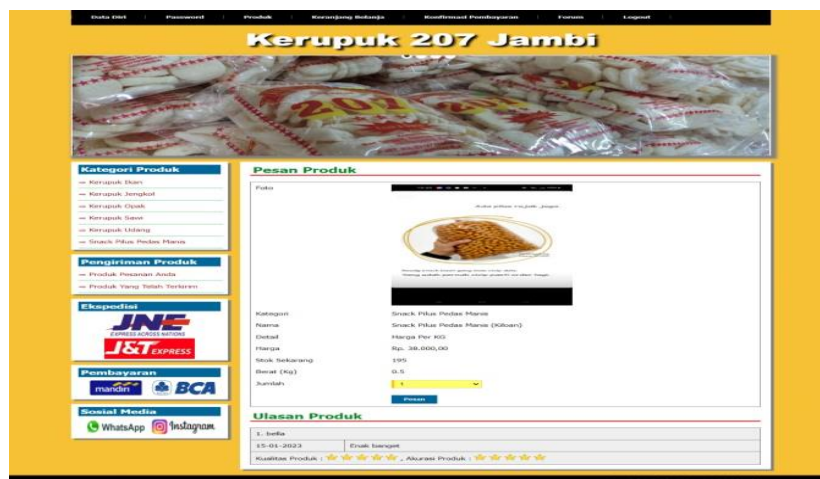 Data Diri Password Produk Keranjang Belanja Konfirmasi Pembayaran Forum Logout
Kerupuk 207 Jambi
207
Kategori Produk
Kerupuk Ikan
Kerupuk Jengkol
Kerupuk Opak
Kerupuk Sawi
Kerupuk Udang
Snack Pilus Pedas Manis
Pengiriman Produk
Produk Pesanan Anda
Produk Yang Telah Terkirim
Ekspedisi
JNE
EXPRESS ACROSS NATIONS
J&T EXPRESS
Pembayaran
mandiri BCA
Sosial Media
WhatsApp Instagram
Pesan Produk
Foto
Ada pilus rujak juga
Kategori Snack Pilus Pedas Manis
Nama Snack Pilus Pedas Manis (Kiloan)
Detail Harga Per KG
Harga Rp. 38.000,00
Stok Sekarang 195
Berat (Kg) 0.5
Jumlah 1
Pesan
Ulasan Produk
1. bella
15-01-2023 Enak banget
Kualitas Produk : , Akurasi Produk :